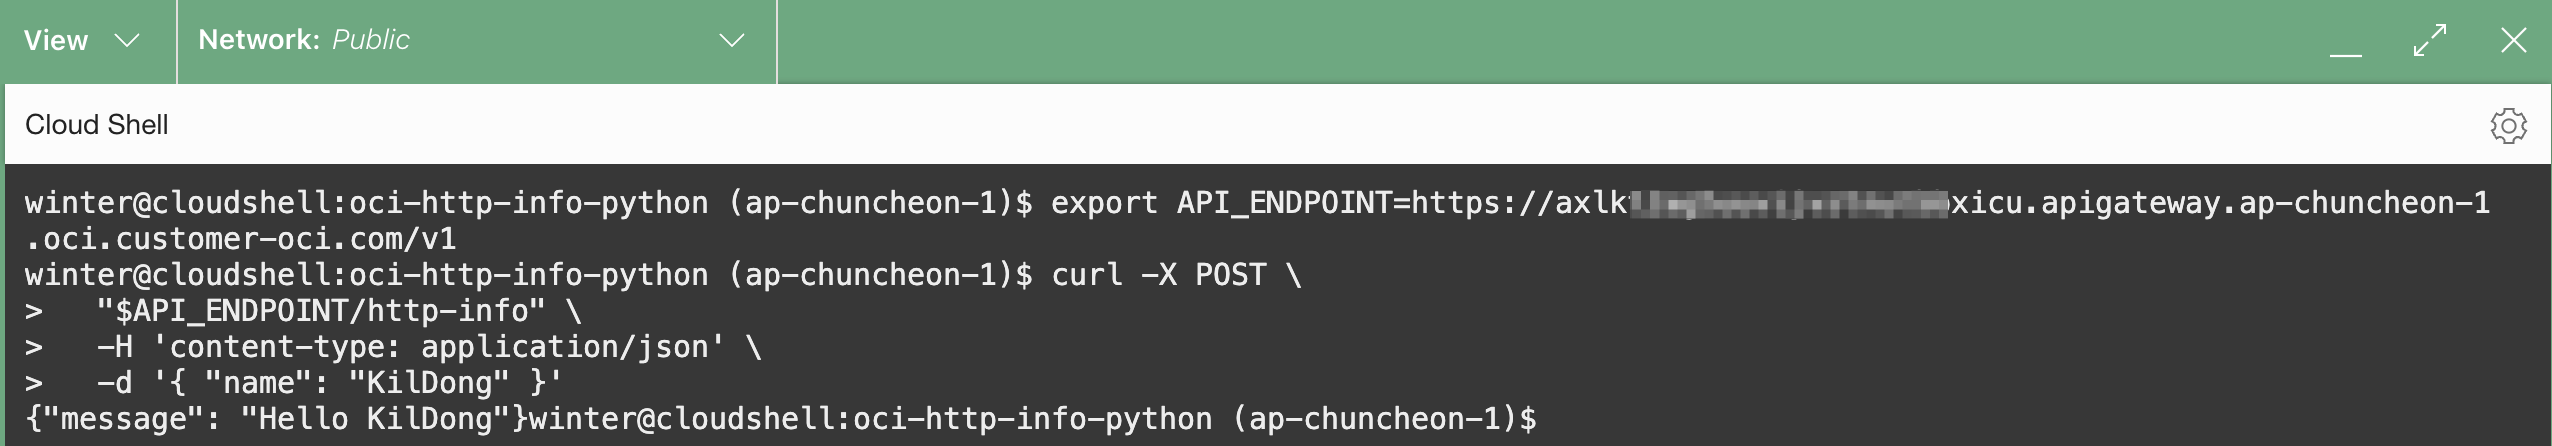 View
Network: Public
Cloud Shell
winter@cloudshell:oci-http-info-python (ap-chuncheon-1)$ export API_ENDPOINT=https://axlk xicu.apigateway.ap-chuncheon-1
.oci.customer-oci.com/v1
winter@cloudshell:oci-http-info-python (ap-chuncheon-1)$ curl -X POST \
>   "$API_ENDPOINT/http-info" \
>   -H 'content-type: application/json' \
>   -d '{ "name": "KilDong" }'
{"message": "Hello KilDong"}winter@cloudshell:oci-http-info-python (ap-chuncheon-1)$